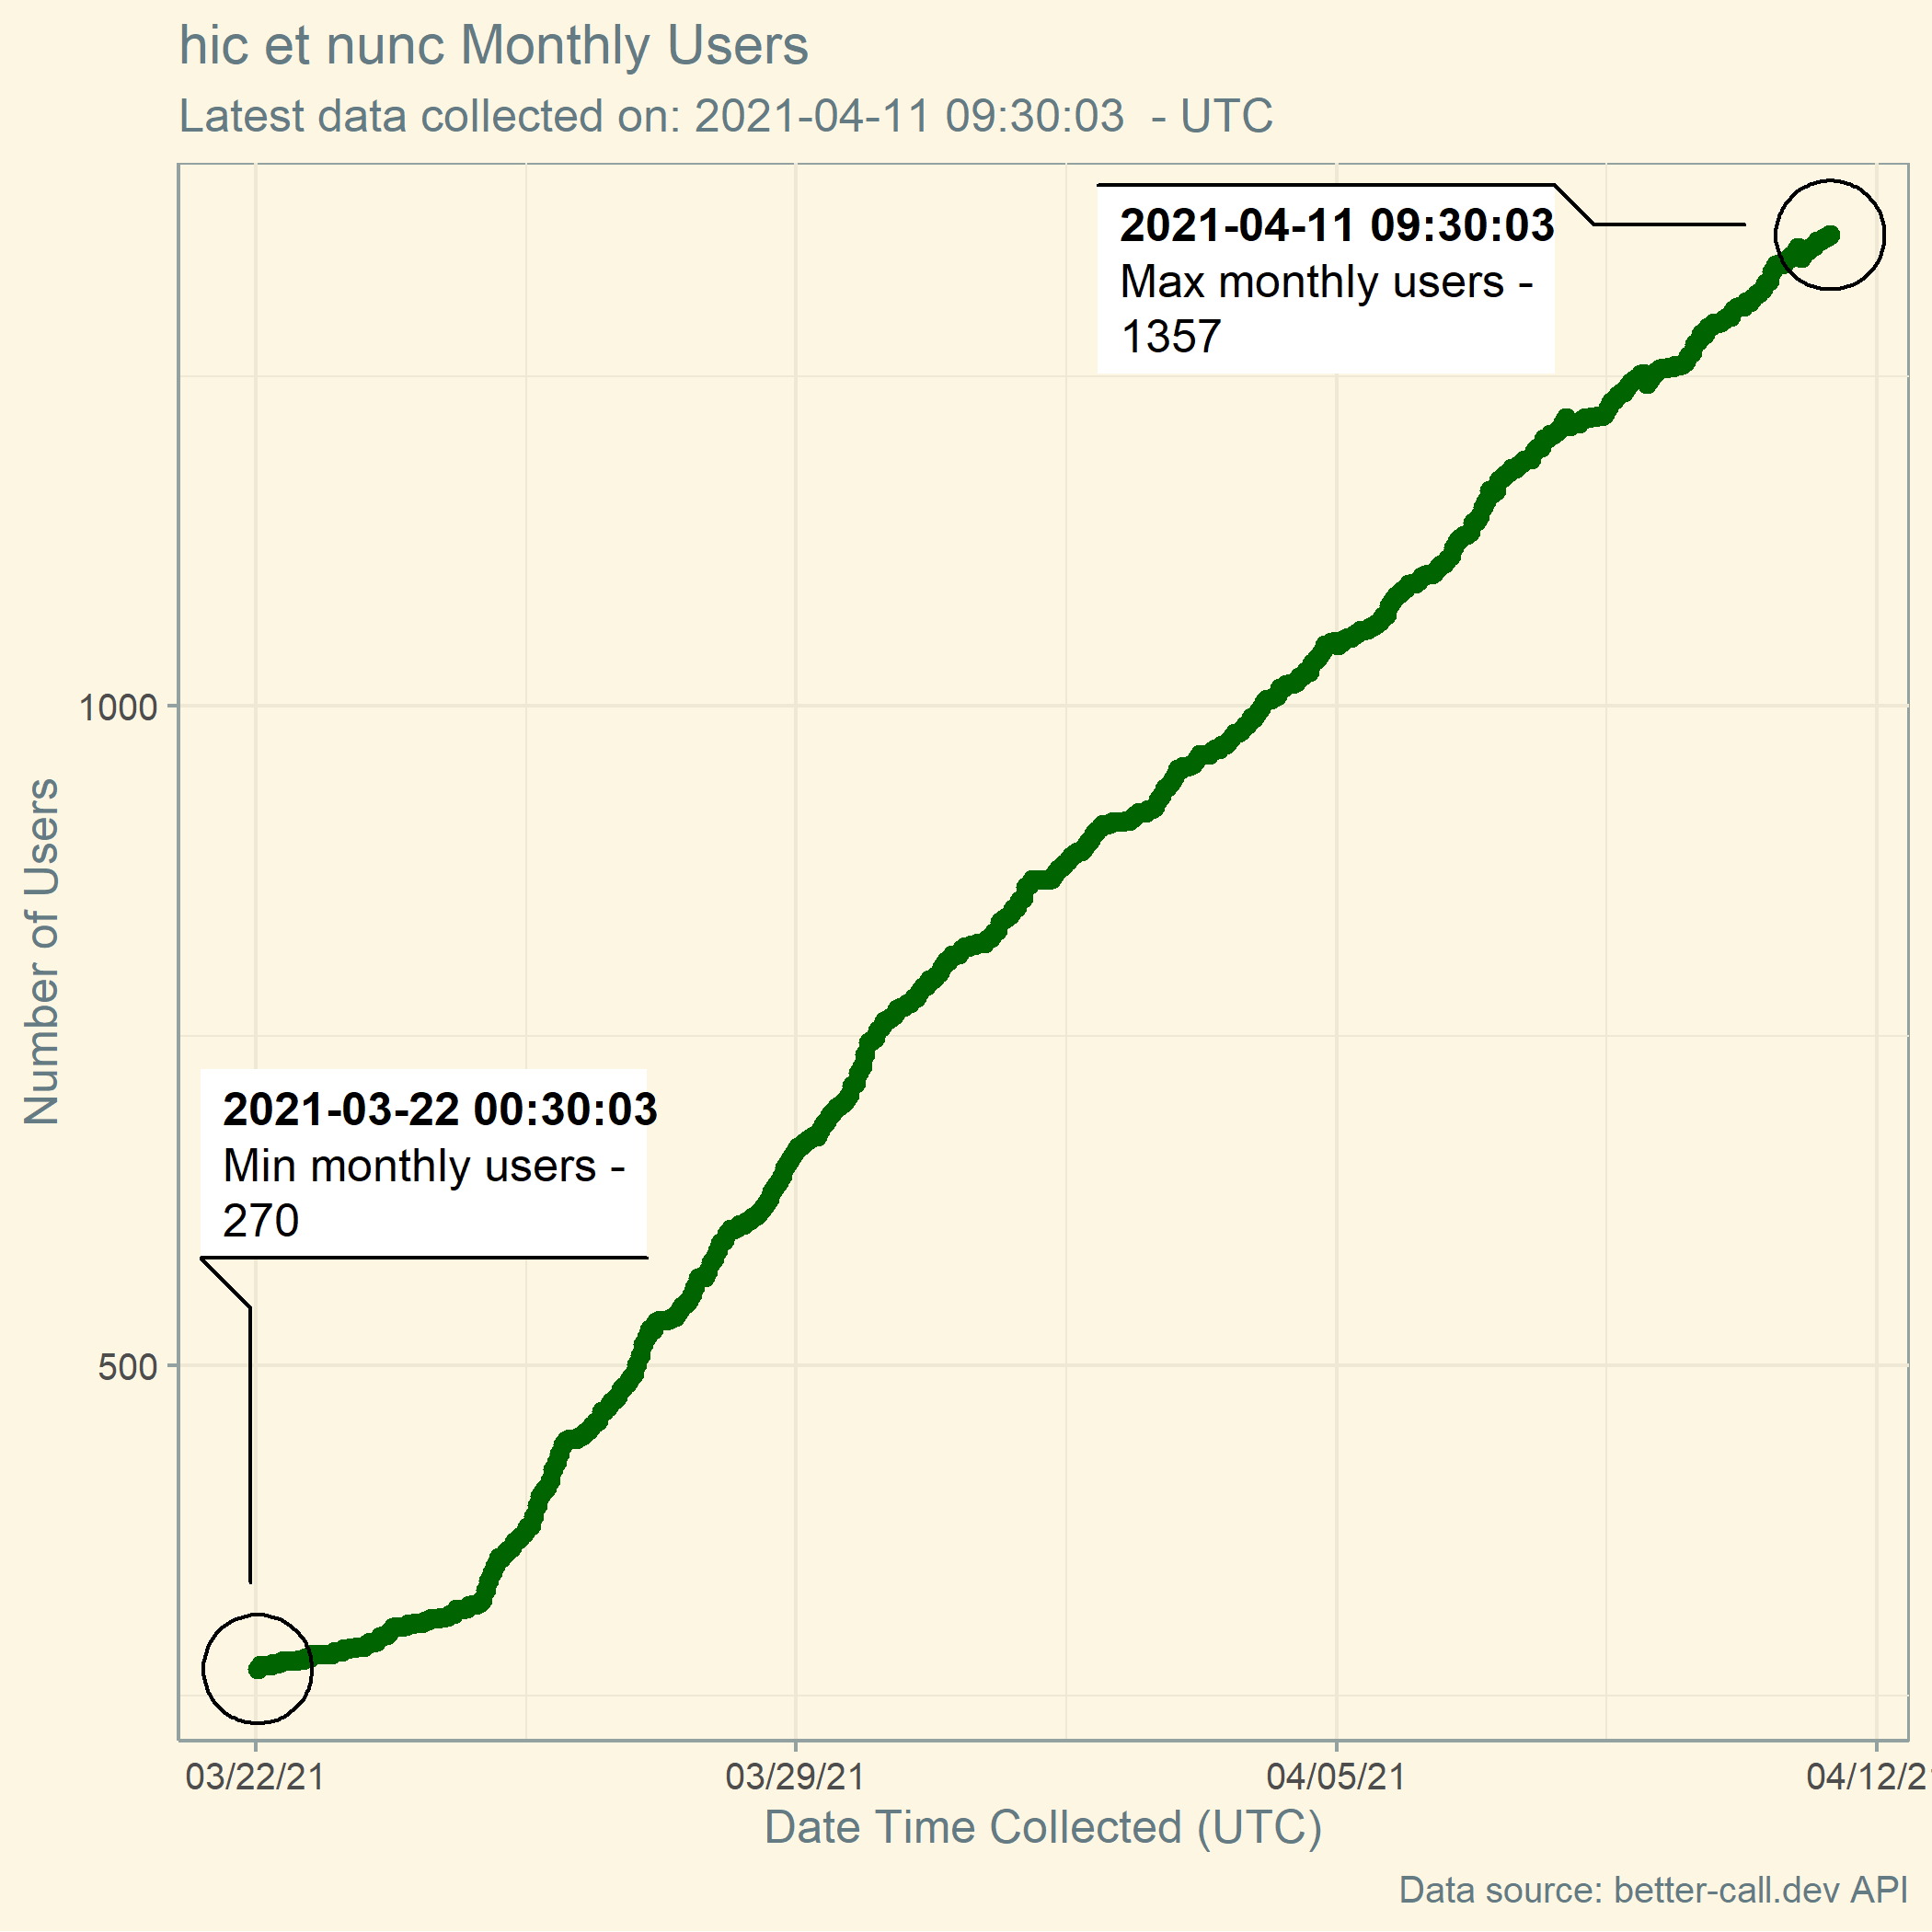 hic et nunc Monthly Users
Latest data collected on: 2021-04-11 09:30:03  - UTC
2021-04-11 09:30:03
Max monthly users -
1357
1000
Number of Users
2021-03-22 00:30:03
Min monthly users -
270
500
03/22/21
03/29/21
04/05/21
04/12/21
Date Time Collected (UTC)
Data source: better-call.dev API